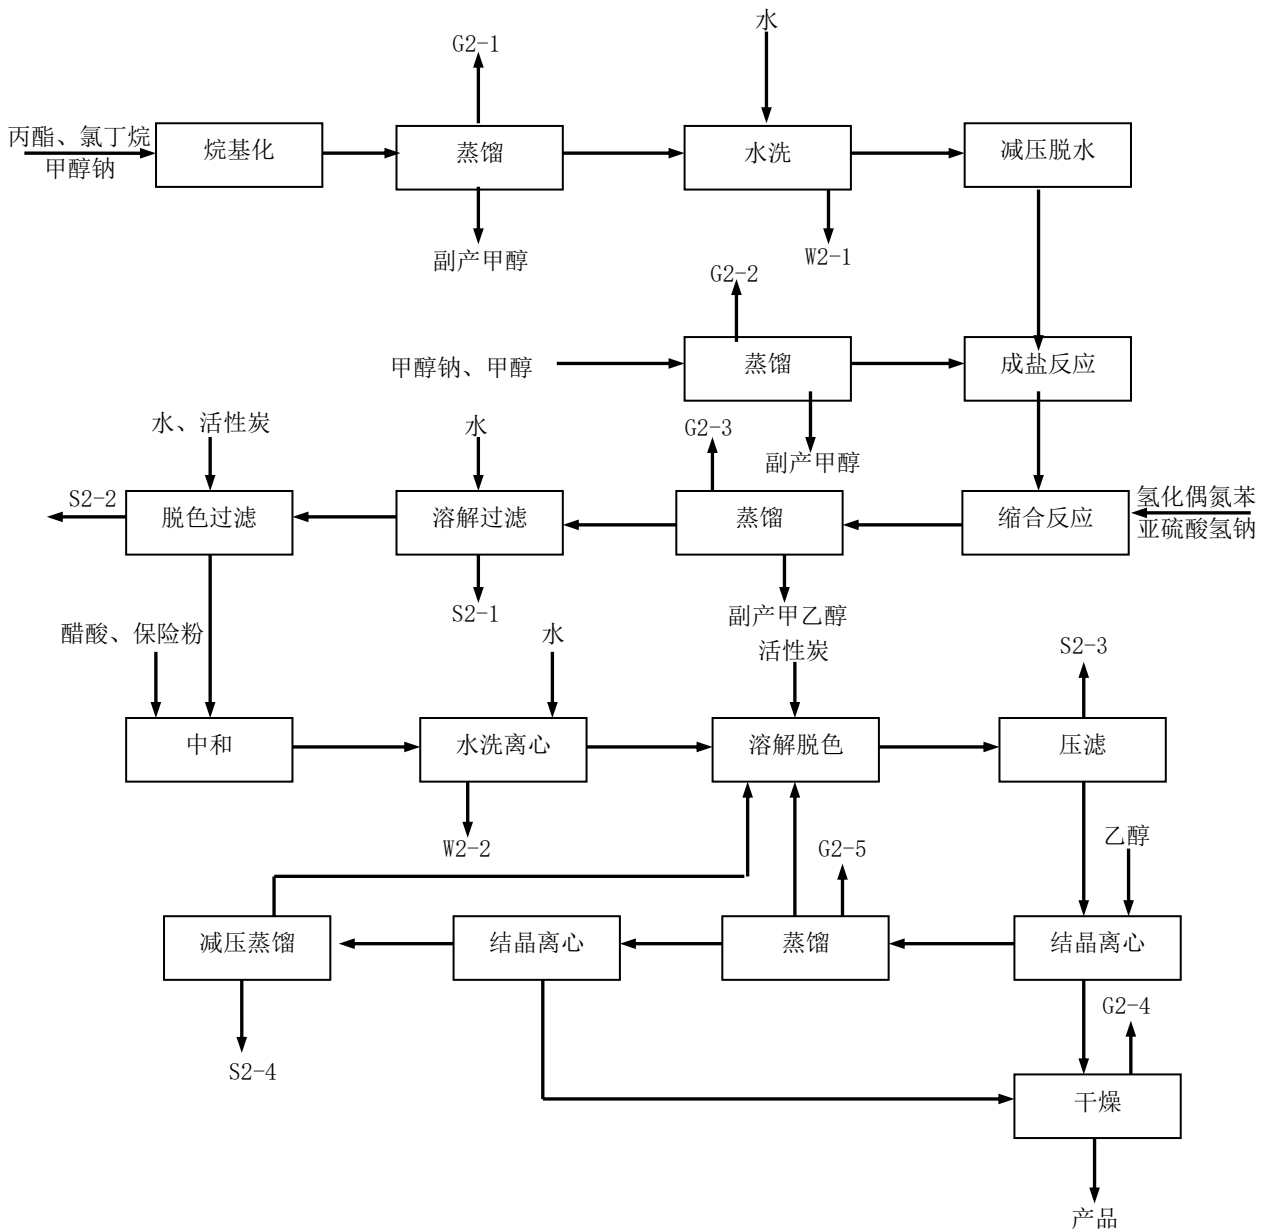 水
G2-1
丙酯、氯丁烷
甲醇钠
烷基化
蒸馏
水洗
减压脱水
副产甲醇
W2-1
G2-2
甲醇钠、甲醇
蒸馏
成盐反应
水、活性炭
水
G2-3
副产甲醇
S2-2
脱色过滤
溶解过滤
蒸馏
缩合反应
氢化偶氮苯
亚硫酸氢钠
S2-1
副产甲乙醇
醋酸、保险粉
水
活性炭
S2-3
中和
水洗离心
溶解脱色
压滤
W2-2
G2-5
乙醇
减压蒸馏
结晶离心
蒸馏
结晶离心
G2-4
S2-4
干燥
产品